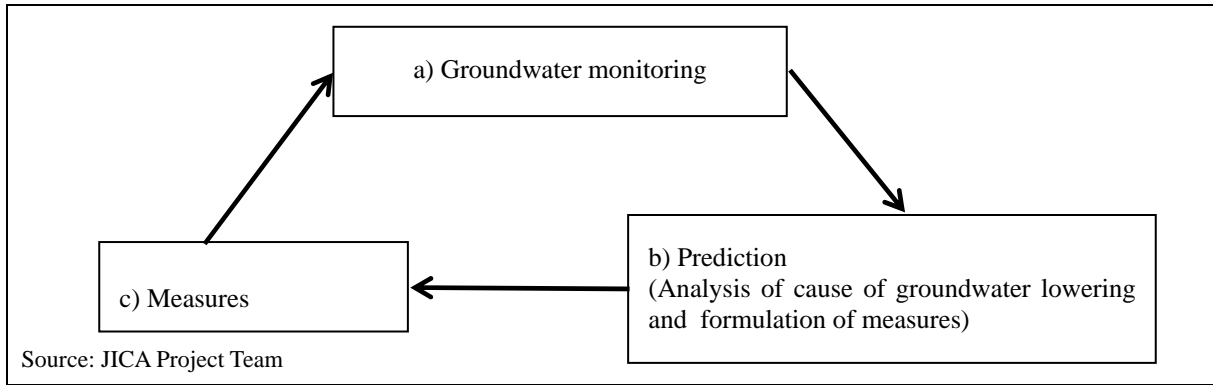 a) Groundwater monitoring
b) Prediction
(Analysis of cause of groundwater lowering
and formulation of measures)
c) Measures
Source: JICA Project Team